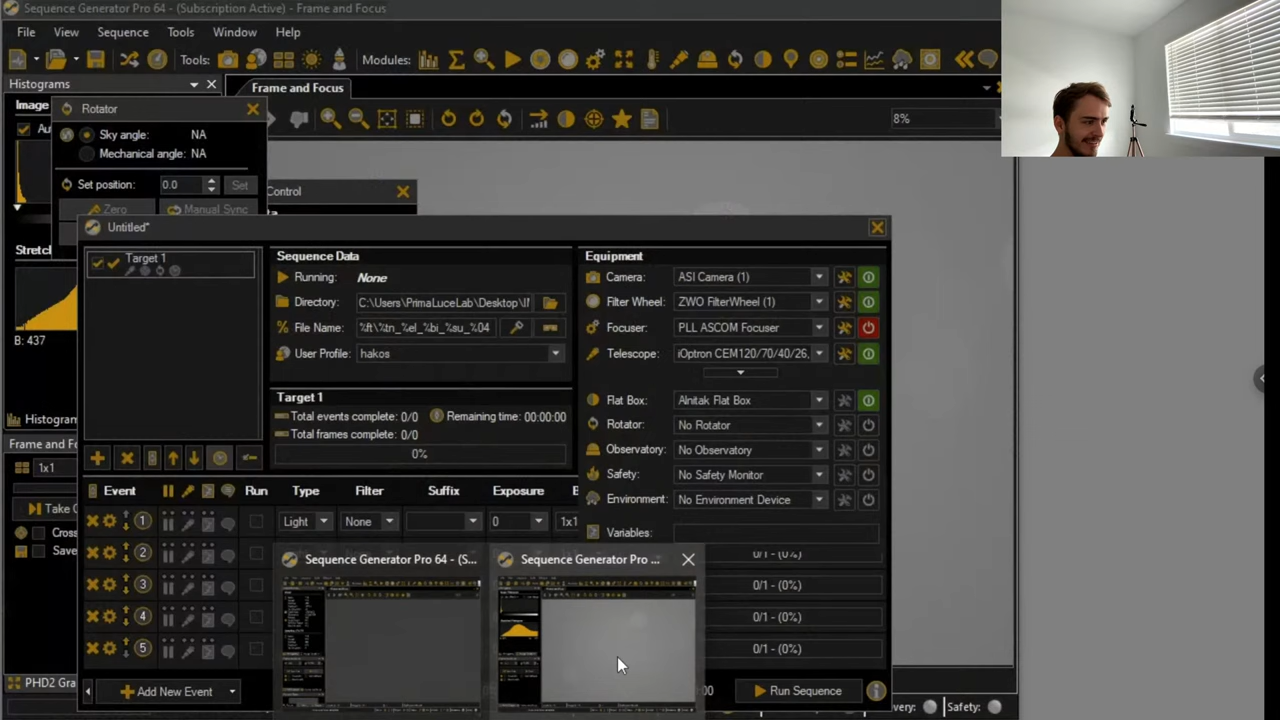 Sequence Generator Pro 64 - (Subscription Active) - Frame and Focus
File View Sequence Tools Window Help
Tools: Modules:
Histograms
Frame and Focus
Image
Rotator
8%
Sky angle: NA
Mechanical angle: NA
Set position: 0.0 Set
Control
Zero Manual Sync
Untitled*
Stretc
B: 437
Histogram
Frame and Fo
1x1
Take
Cross
Save
PHD2 Gra
Target 1
Sequence Data
Running: None
Directory: C:\Users\PrimaLuceLab\Desktop\I
File Name: %ft\%tn_%el_%bi_%su_%04
User Profile: hakos
Target 1
Total events complete: 0/0 Remaining time: 00:00:00
Total frames complete: 0/0
0%
Equipment
Camera: ASI Camera (1)
Filter Wheel: ZWO FilterWheel (1)
Focuser: PLL ASCOM Focuser
Telescope: iOptron CEM120/70/40/26,
Flat Box: Alnitak Flat Box
Rotator: No Rotator
Observatory: No Observatory
Safety: No Safety Monitor
Environment: No Environment Device
Variables:
Event Run Type Filter Suffix Exposure B
1 Light None 0 1x1
2 0/1 - (0%)
3 0/1 - (0%)
4 0/1 - (0%)
5 0/1 - (0%)
Sequence Generator Pro 64 - (S...
Sequence Generator Pro ...
Add New Event
00 Run Sequence
very: Safety: